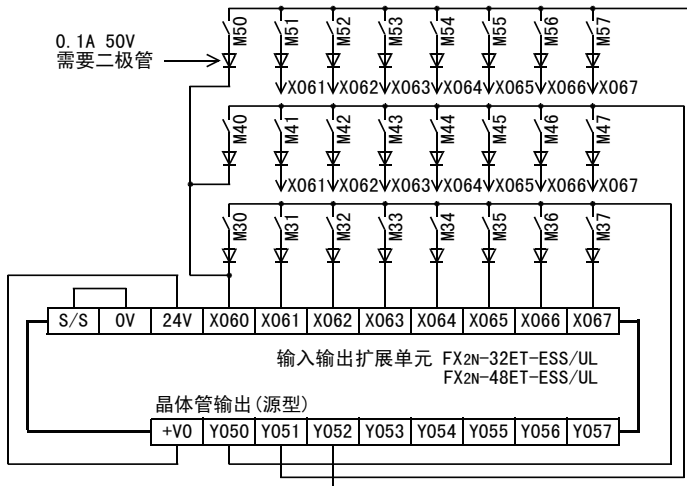 M50 M51 M52 M53 M54 M55 M56 M57
0.1A 50V
需要二极管
X061 X062 X063 X064 X065 X066 X067
M40 M41 M42 M43 M44 M45 M46 M47
X061 X062 X063 X064 X065 X066 X067
M30 M31 M32 M33 M34 M35 M36 M37
S/S 0V 24V X060 X061 X062 X063 X064 X065 X066 X067
输入输出扩展单元 FX2N-32ET-ESS/UL
FX2N-48ET-ESS/UL
晶体管输出(源型)
+V0 Y050 Y051 Y052 Y053 Y054 Y055 Y056 Y057